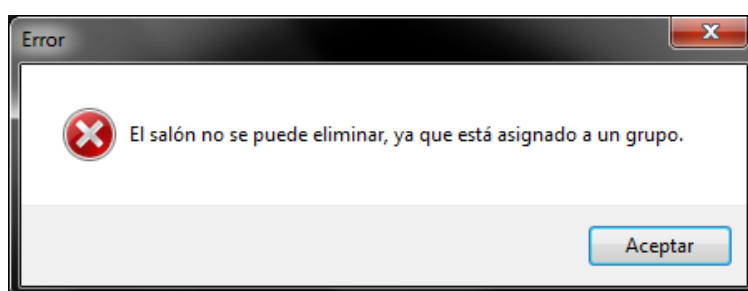 Error
El salón no se puede eliminar, ya que está asignado a un grupo.
Aceptar